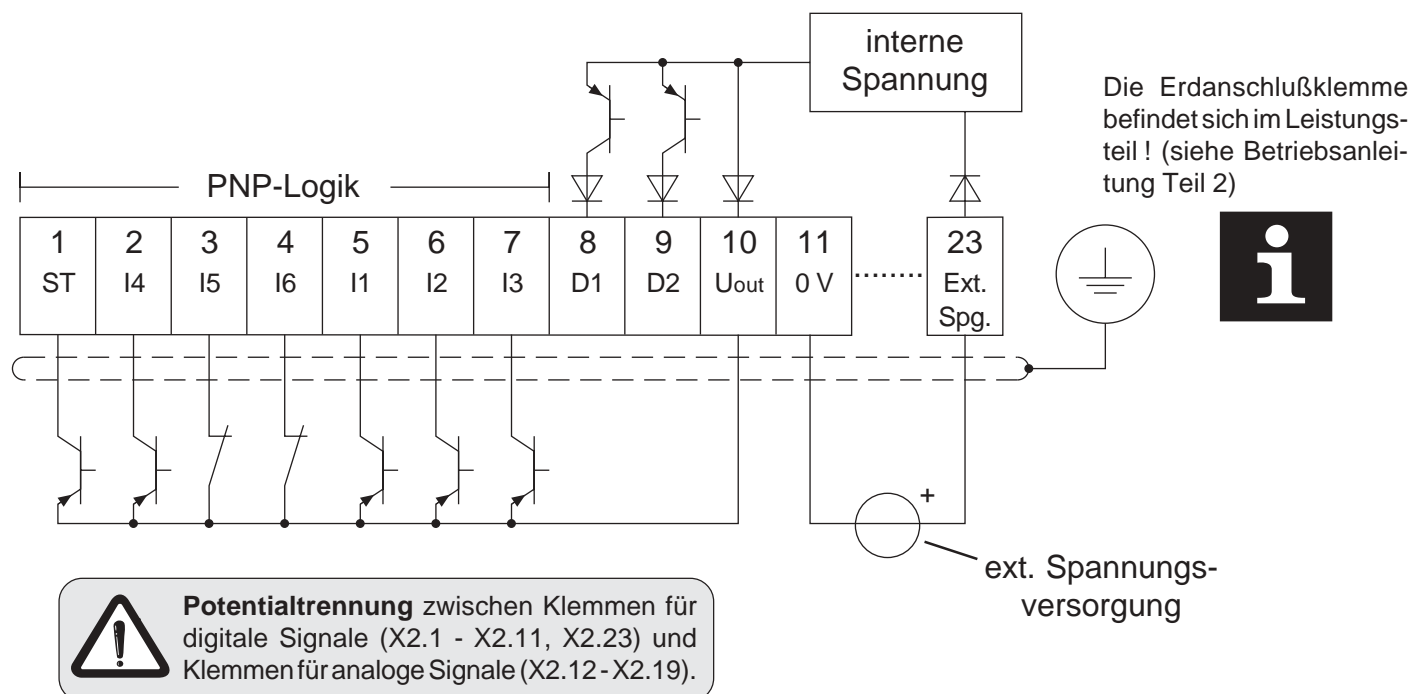 interne
Spannung
Die Erdanschlußklemme
befindet sich im Leistungs-
teil ! (siehe Betriebsanlei-
tung Teil 2)
PNP-Logik
1 2 3 4 5 6 7 8 9 10 11 23
ST I4 I5 I6 I1 I2 I3 D1 D2 Uout 0 V ........ Ext.
Spg.
i
+
ext. Spannungs-
versorgung
!
Potentialtrennung zwischen Klemmen für
digitale Signale (X2.1 - X2.11, X2.23) und
Klemmen für analoge Signale (X2.12 - X2.19).